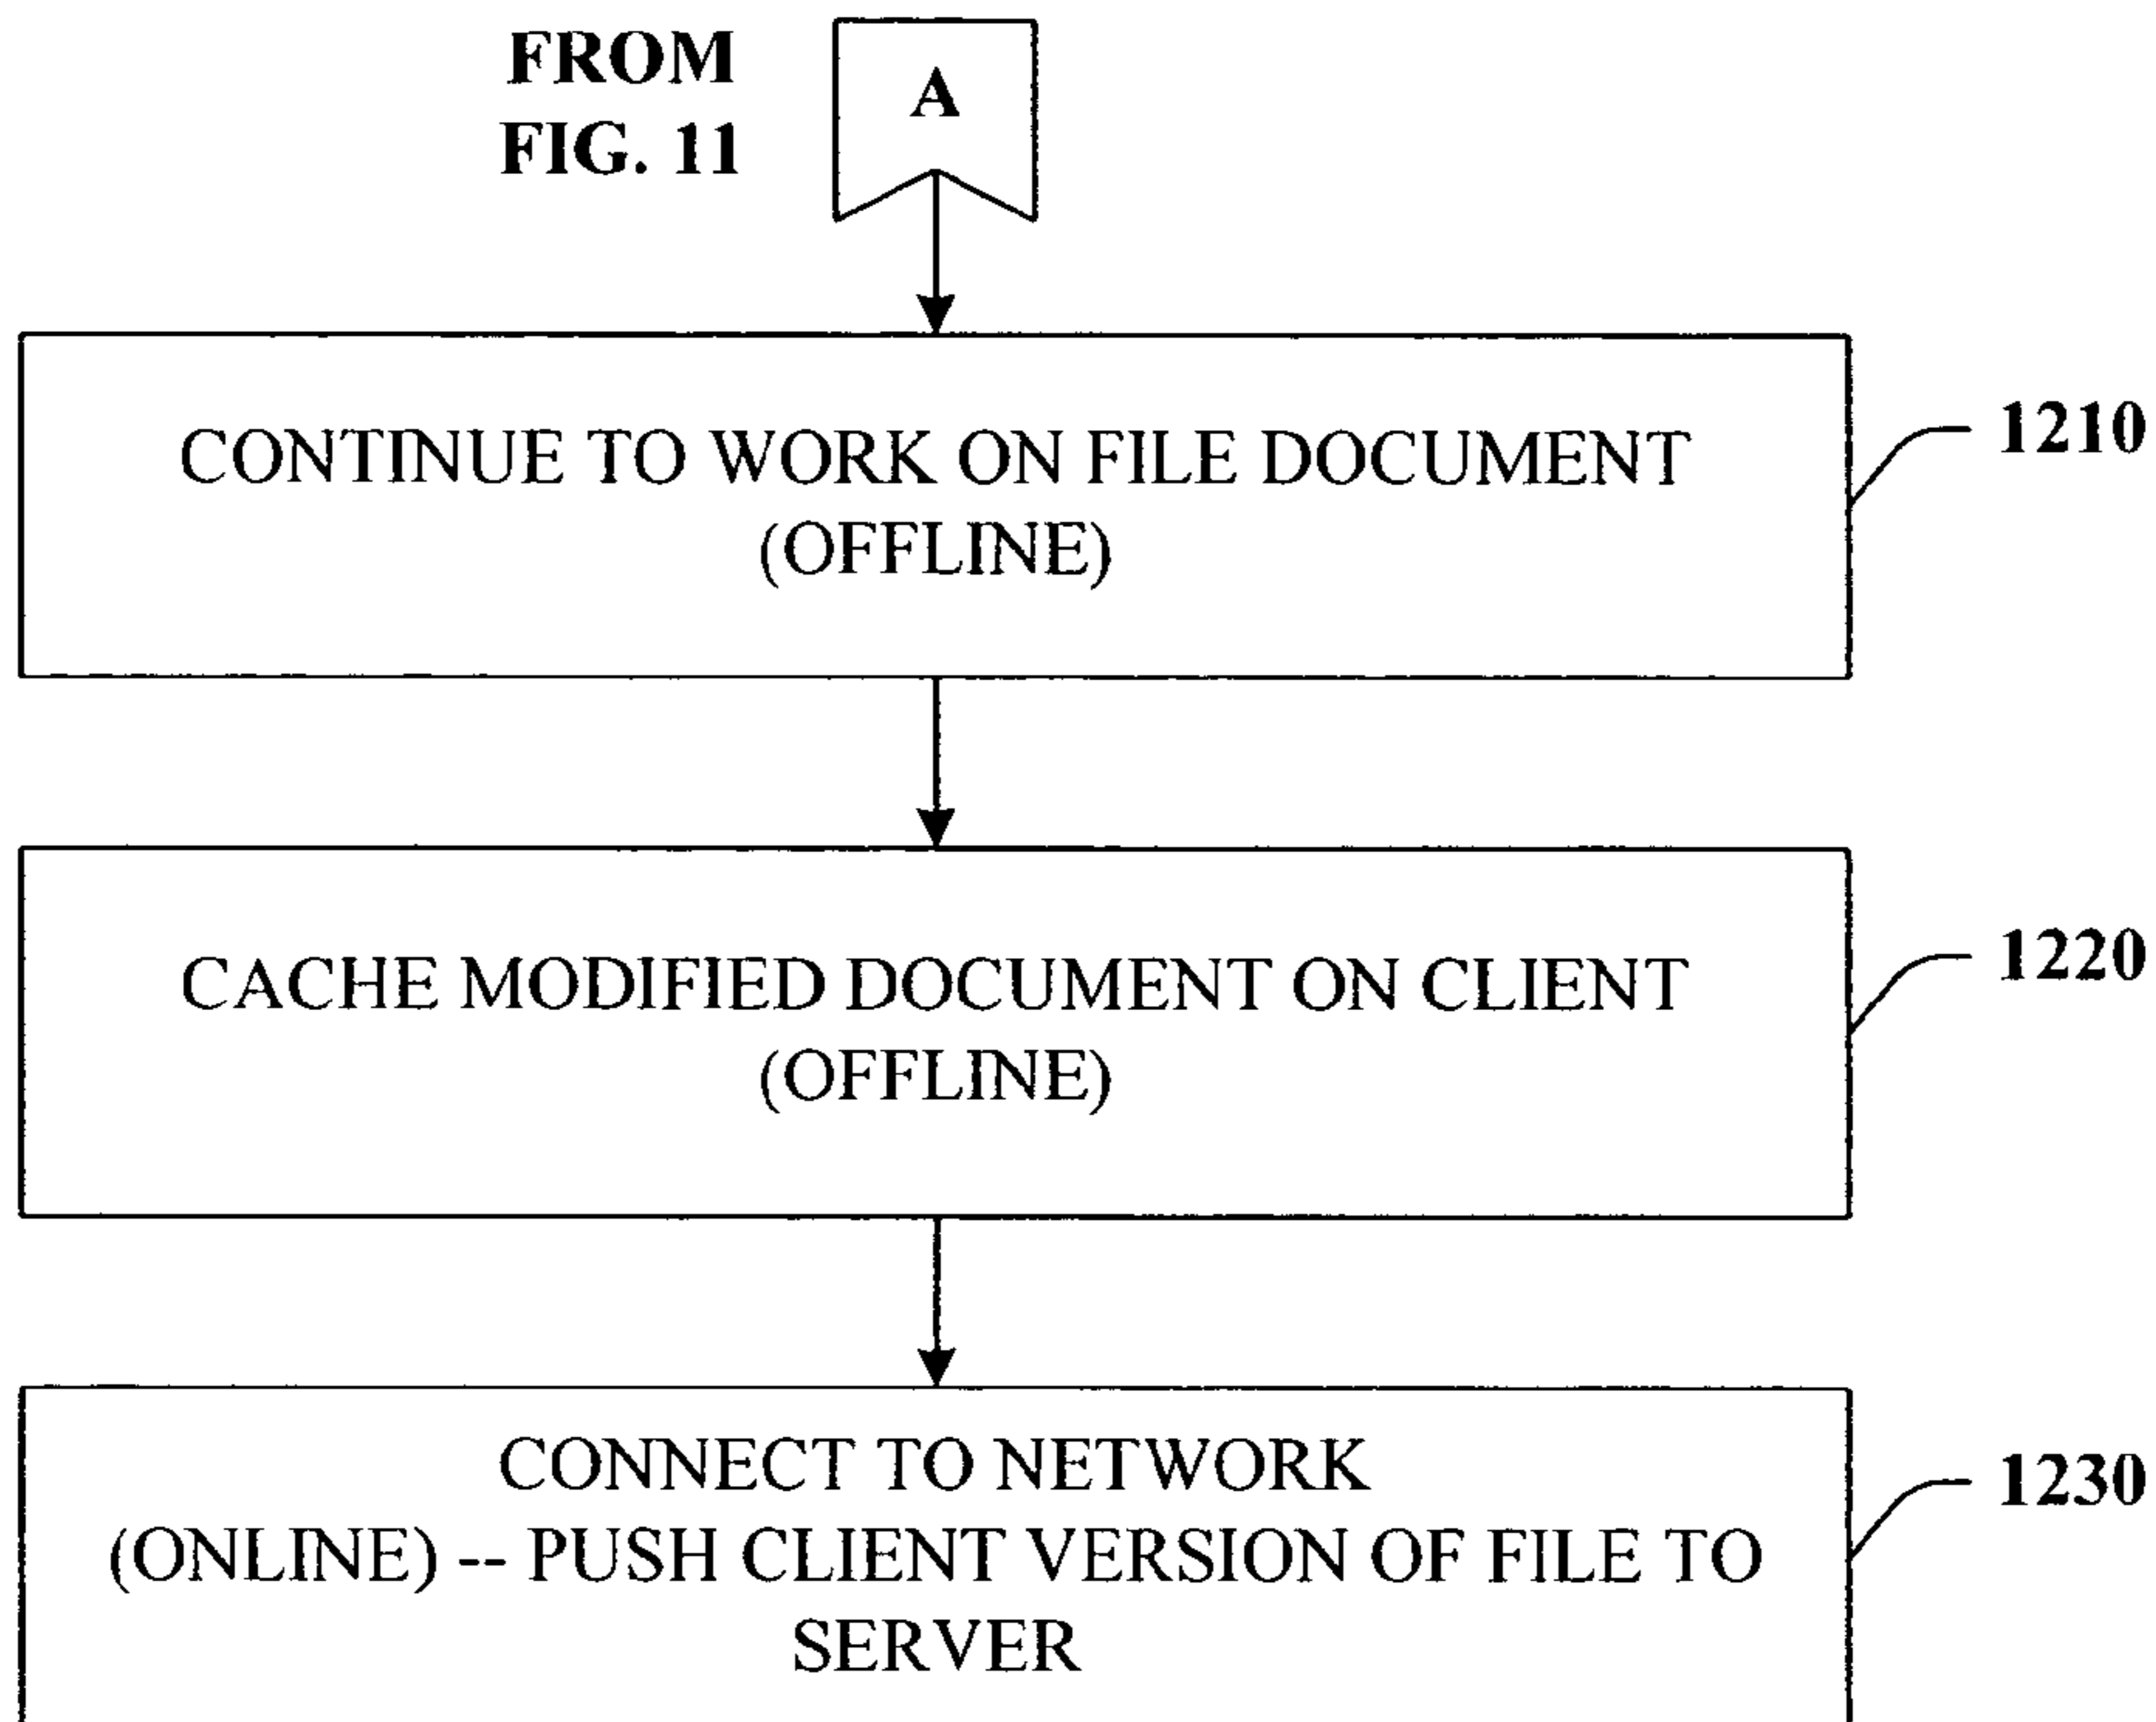 FROM
FIG. 11
A
CONTINUE TO WORK ON FILE DOCUMENT
(OFFLINE)
1210
CACHE MODIFIED DOCUMENT ON CLIENT
(OFFLINE)
1220
CONNECT TO NETWORK
(ONLINE) -- PUSH CLIENT VERSION OF FILE TO
SERVER
1230